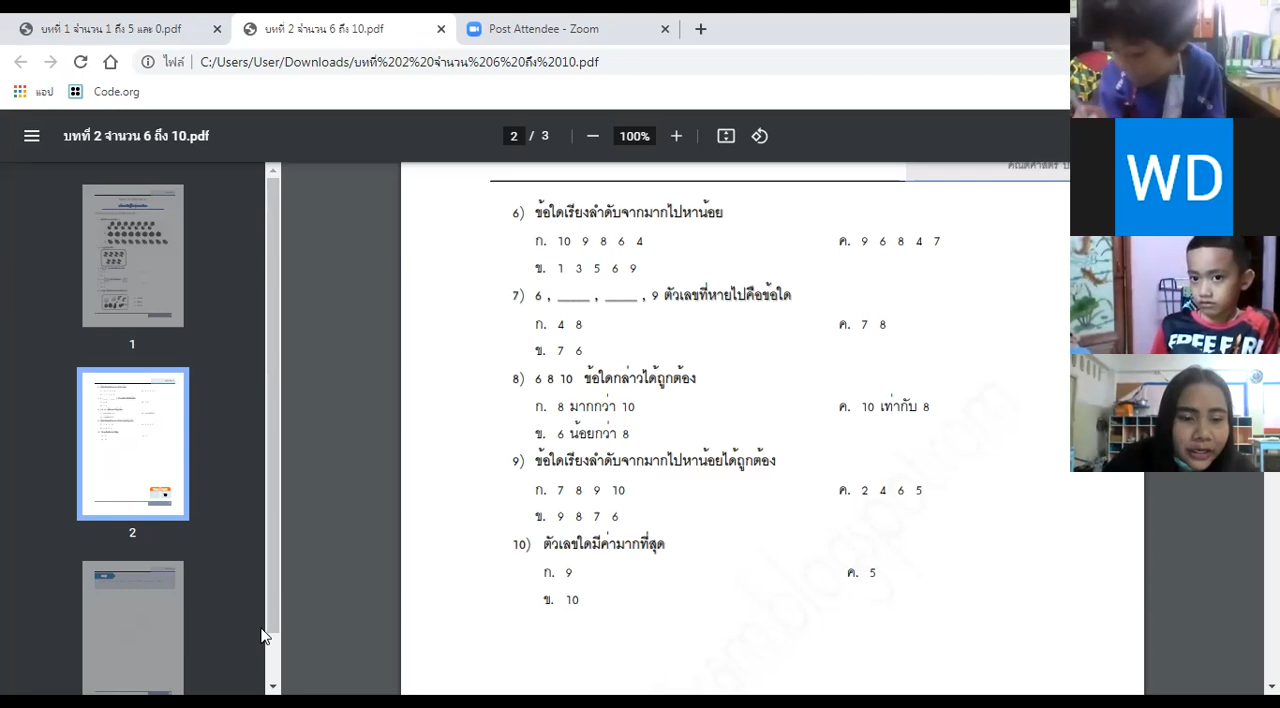 บทที่ 1 จำนวน 1 ถึง 5 และ 0.pdf
บทที่ 2 จำนวน 6 ถึง 10.pdf
Post Attendee - Zoom
ไฟล์
C:/Users/User/Downloads/บทที่%202%20จำนวน%206%20ถึง%2010.pdf
แอป
Code.org
บทที่ 2 จำนวน 6 ถึง 10.pdf
2 / 3
100%
WD
1
2
6) ข้อใดเรียงลำดับจากมากไปหาน้อย
ก. 10 9 8 6 4 ค. 9 6 8 4 7
ข. 1 3 5 6 9
7) 6 , ____ , ____ , 9 ตัวเลขที่หายไปคือข้อใด
ก. 4 8 ค. 7 8
ข. 7 6
8) 6 8 10 ข้อใดกล่าวได้ถูกต้อง
ก. 8 มากกว่า 10 ค. 10 เท่ากับ 8
ข. 6 น้อยกว่า 8
9) ข้อใดเรียงลำดับจากมากไปหาน้อยได้ถูกต้อง
ก. 7 8 9 10 ค. 2 4 6 5
ข. 9 8 7 6
10) ตัวเลขใดมีค่ามากที่สุด
ก. 9 ค. 5
ข. 10